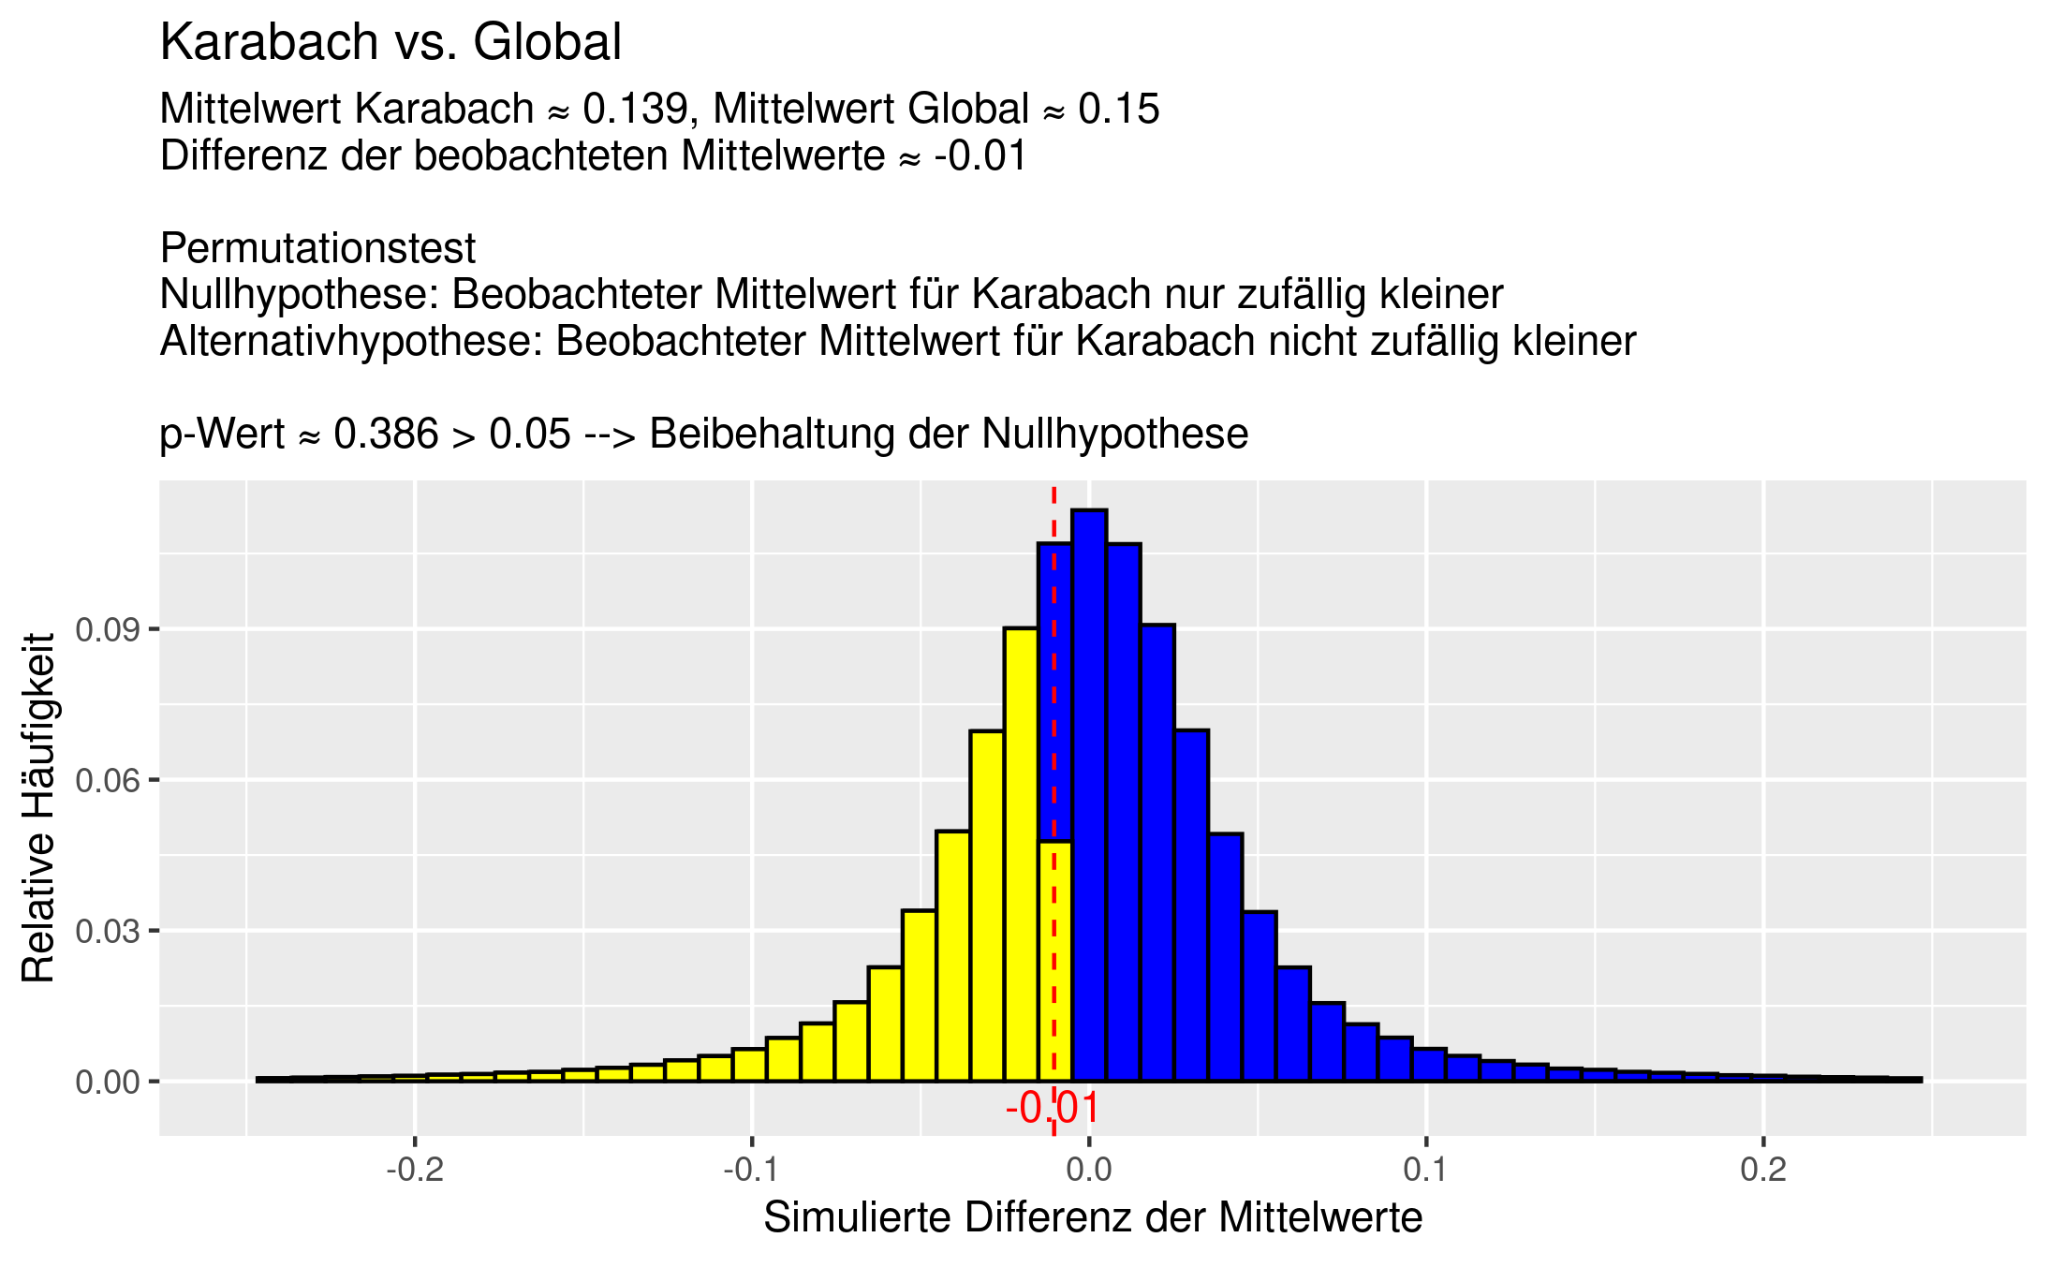 Karabach vs. Global
Mittelwert Karabach ≈ 0.139, Mittelwert Global ≈ 0.15
Differenz der beobachteten Mittelwerte ≈ -0.01
Permutationstest
Nullhypothese: Beobachteter Mittelwert für Karabach nur zufällig kleiner
Alternativhypothese: Beobachteter Mittelwert für Karabach nicht zufällig kleiner
p-Wert ≈ 0.386 > 0.05 --> Beibehaltung der Nullhypothese
Relative Häufigkeit
0.09
0.06
0.03
0.00
-0.01
-0.2
-0.1
0.0
0.1
0.2
Simulierte Differenz der Mittelwerte